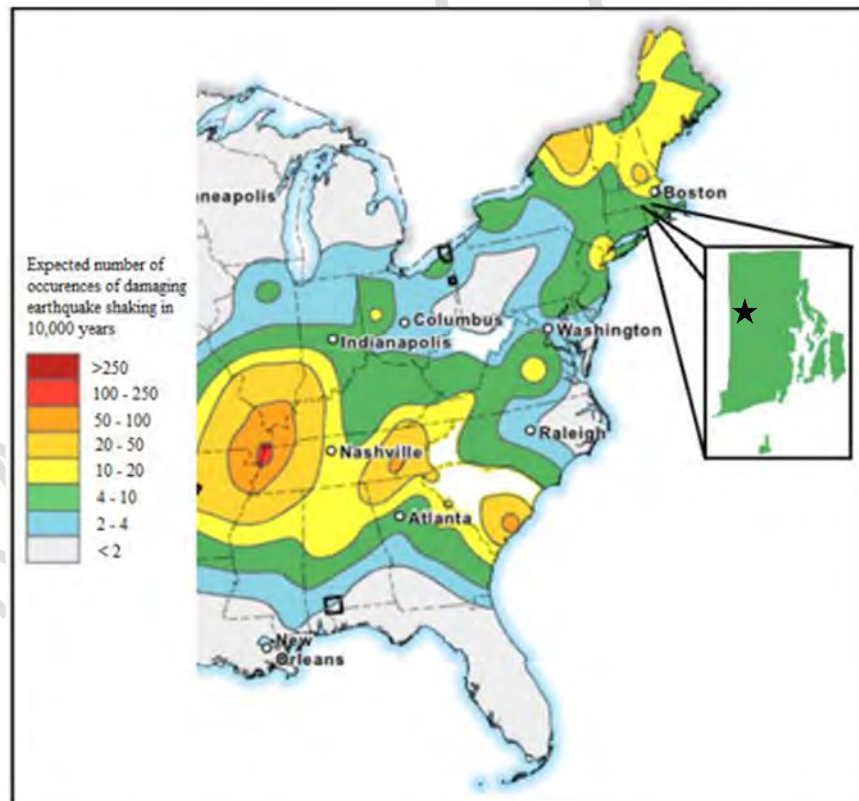 nneapolis
Boston
Expected number of
occurences of damaging
earthquake shaking in
10,000 years
Columbus
Washington
Indianapolis
>250
100 - 250
50 - 100
20 - 50
10 - 20
4 - 10
2 - 4
< 2
Raleigh
Nashville
Atlanta
New
Orleans